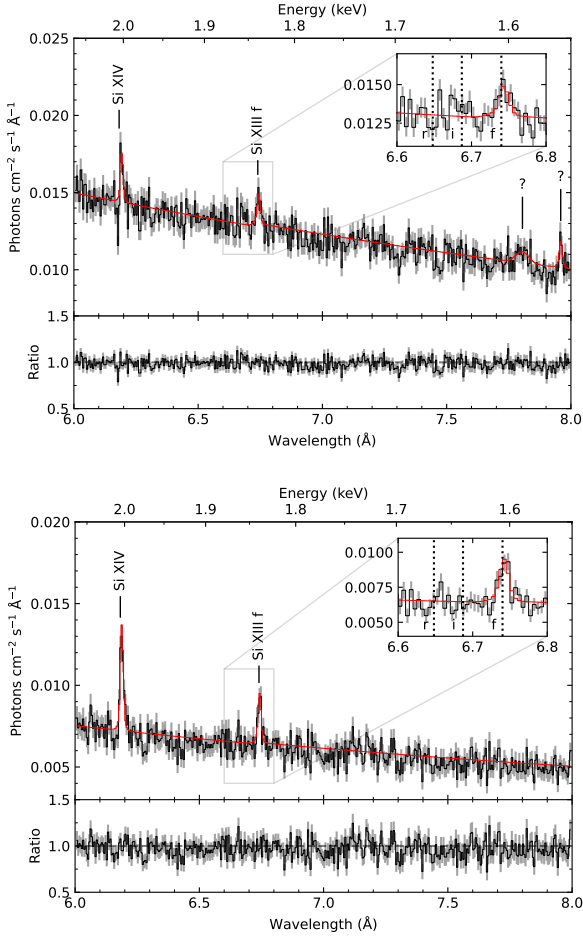 Energy (keV)
2.0 1.9 1.8 1.7 1.6
0.025
0.020
0.015
0.010
Photons cm⁻² s⁻¹ Å⁻¹
Si XIV
Si XIII f
? ?
0.0150
0.0125
r i f
6.6 6.7 6.8
1.5
1.0
0.5
Ratio
6.0 6.5 7.0 7.5 8.0
Wavelength (Å)
Energy (keV)
2.0 1.9 1.8 1.7 1.6
0.020
0.015
0.010
0.005
Photons cm⁻² s⁻¹ Å⁻¹
Si XIV
Si XIII f
0.0100
0.0075
0.0050
r i f
6.6 6.7 6.8
1.5
1.0
0.5
Ratio
6.0 6.5 7.0 7.5 8.0
Wavelength (Å)